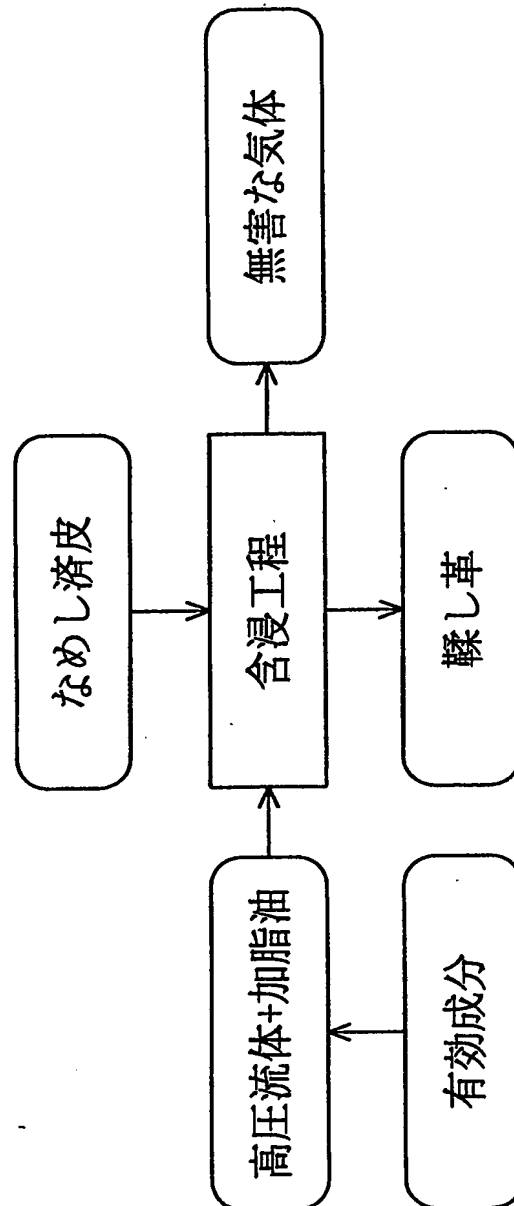 なめし済皮
高圧流体+加脂油
含浸工程
無害な気体
有効成分
鞣し革